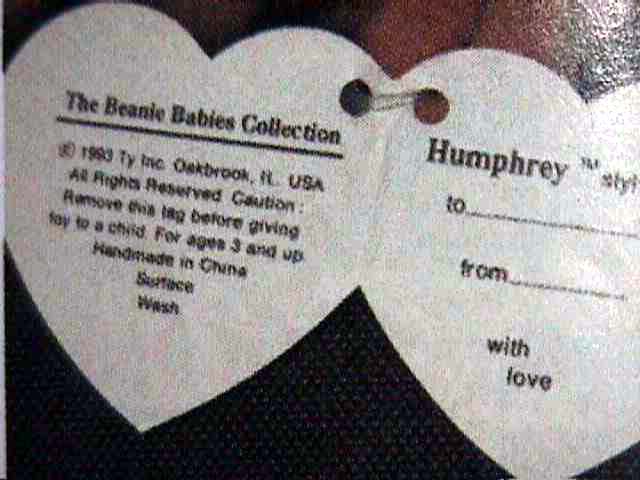 The Beanie Babies Collection
© 1993 Ty Inc. Oakbrook, IL. USA
All Rights Reserved. Caution :
Remove this tag before giving
toy to a child. For ages 3 and up.
Handmade in China
Surface
Wash
Humphrey ™ styl
to
from
with
love